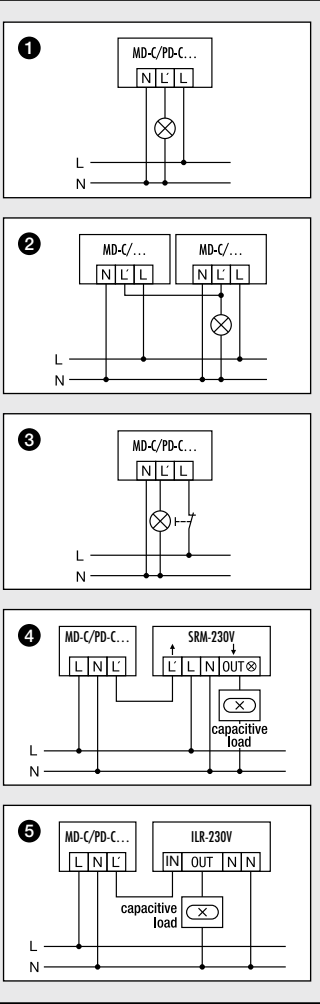 1
MD-C/PD-C...
N L' L
L
N
2
MD-C/... MD-C/...
N L' L N L' L
L
N
3
MD-C/PD-C...
N L' L
L
N
4
MD-C/PD-C... SRM-230V
L N L' L' L N OUT
capacitive
load
L
N
5
MD-C/PD-C... ILR-230V
L N L' IN OUT N N
capacitive
load
L
N